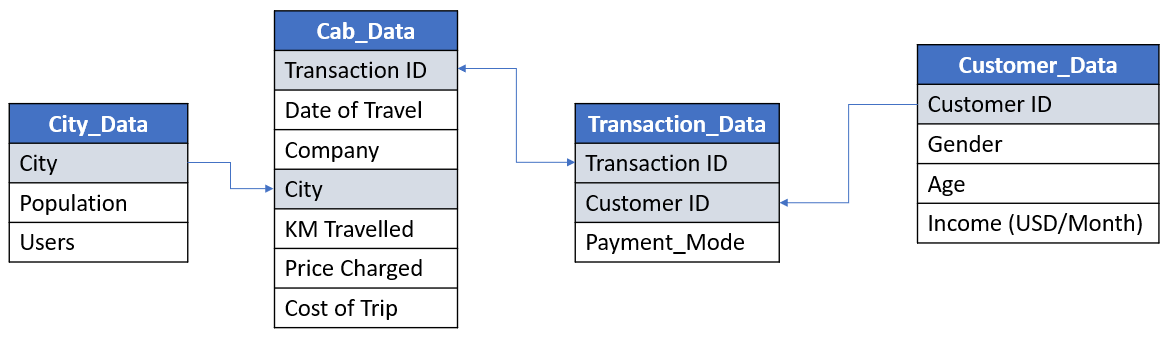 City_Data
City
Population
Users
Cab_Data
Transaction ID
Date of Travel
Company
City
KM Travelled
Price Charged
Cost of Trip
Transaction_Data
Transaction ID
Customer ID
Payment_Mode
Customer_Data
Customer ID
Gender
Age
Income (USD/Month)